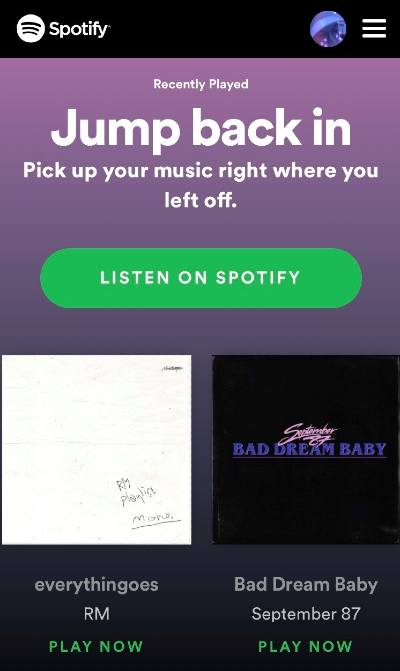 Spotify
Recently Played
Jump back in
Pick up your music right where you
left off.
LISTEN ON SPOTIFY
RM
playlist
mono.
September
87
BAD DREAM BABY
everythingoes
Bad Dream Baby
RM
September 87
PLAY NOW
PLAY NOW